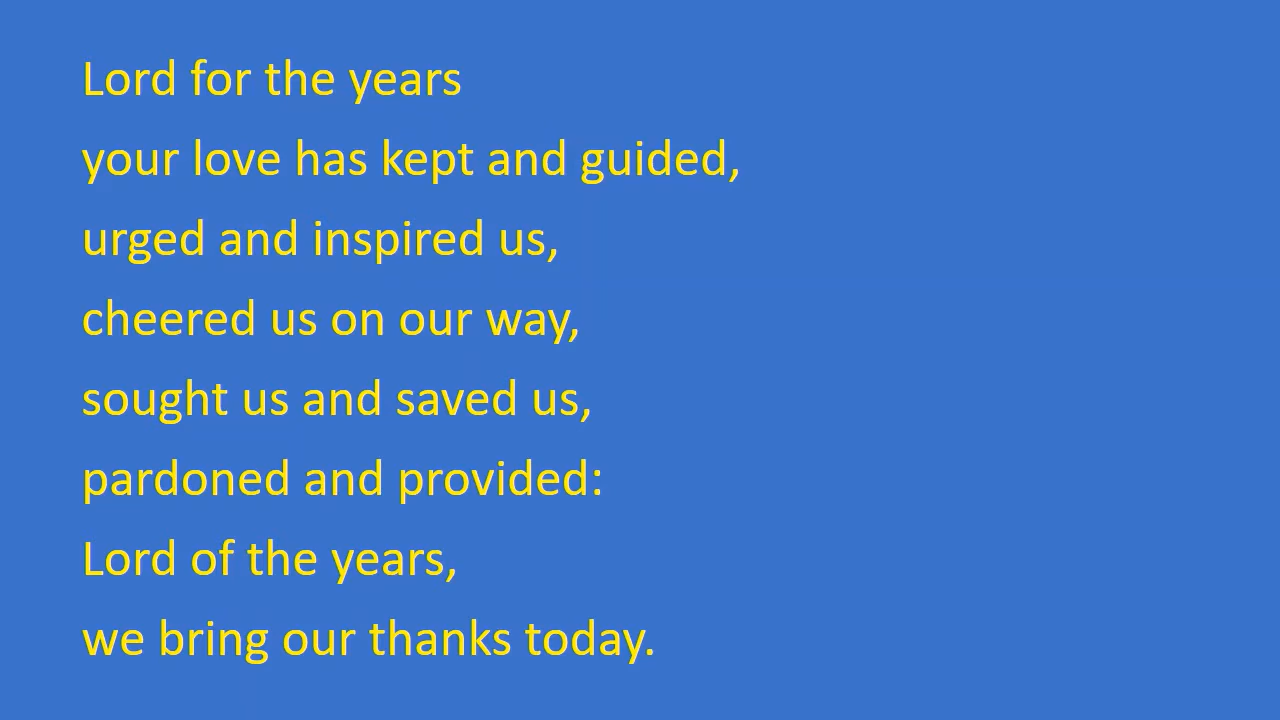 Lord for the years
your love has kept and guided,
urged and inspired us,
cheered us on our way,
sought us and saved us,
pardoned and provided:
Lord of the years,
we bring our thanks today.